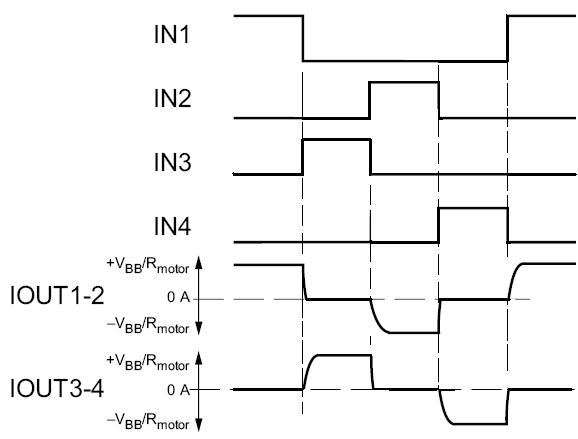 IN1
IN2
IN3
IN4
+VBB/Rmotor
IOUT1-2
0 A
−VBB/Rmotor
+VBB/Rmotor
IOUT3-4
0 A
−VBB/Rmotor